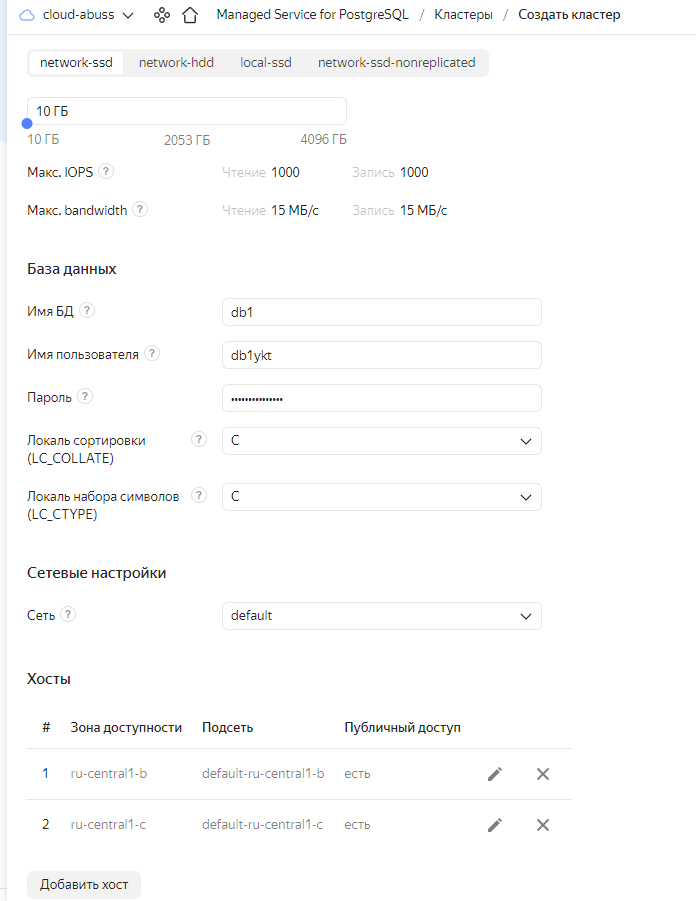 cloud-abuss Managed Service for PostgreSQL / Кластеры / Создать кластер
network-ssd network-hdd local-ssd network-ssd-nonreplicated
10 ГБ
10 ГБ 2053 ГБ 4096 ГБ
Макс. IOPS ? Чтение 1000 Запись 1000
Макс. bandwidth ? Чтение 15 МБ/с Запись 15 МБ/с
База данных
Имя БД ? db1
Имя пользователя ? db1ykt
Пароль ? ••••••••••••••
Локаль сортировки ? C
(LC_COLLATE)
Локаль набора символов ? C
(LC_CTYPE)
Сетевые настройки
Сеть ? default
Хосты
# Зона доступности Подсеть Публичный доступ
1 ru-central1-b default-ru-central1-b есть
2 ru-central1-c default-ru-central1-c есть
Добавить хост